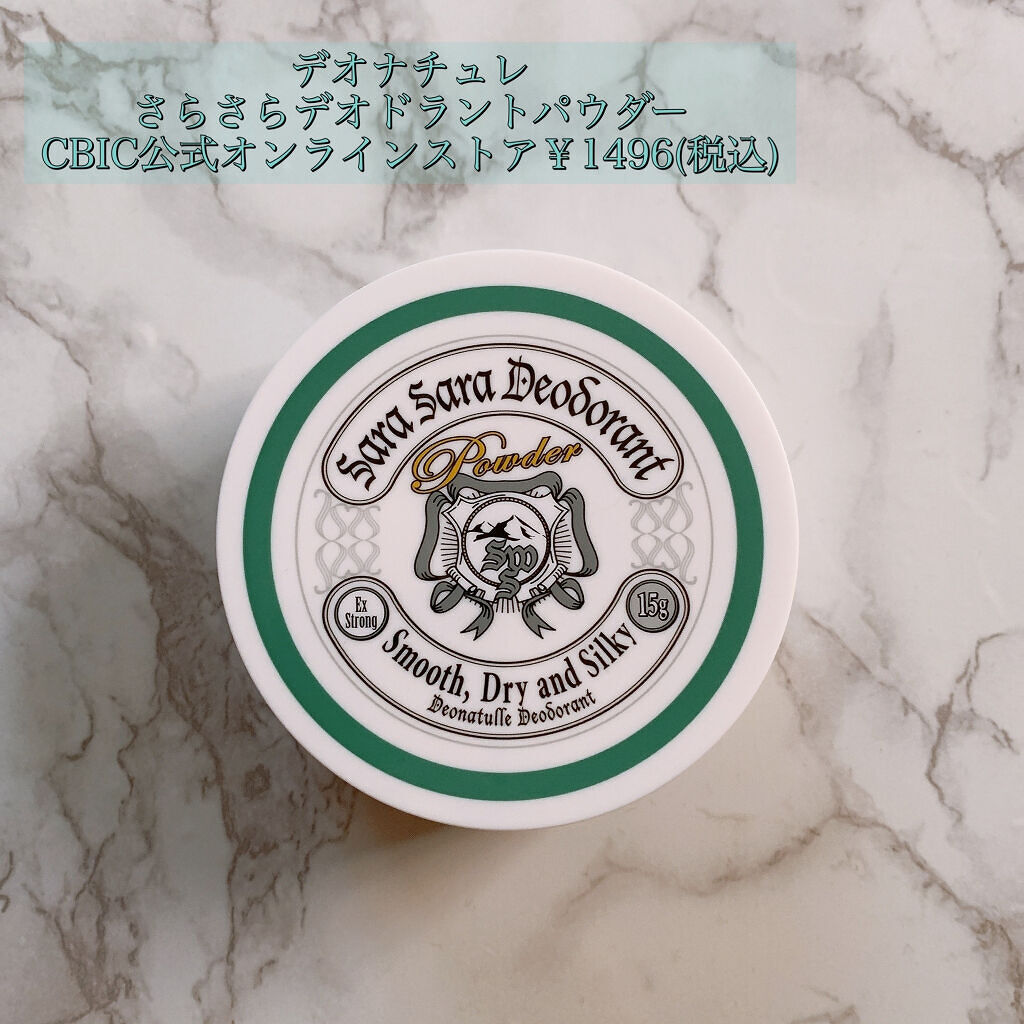 デオナチュレ
さらさらデオドラントパウダー
CBIC公式オンラインストア￥1496(税込)
Sara Sara Deodorant
Powder
Ex
Strong
15g
Smooth, Dry and Silky
Deonatulle Deodorant